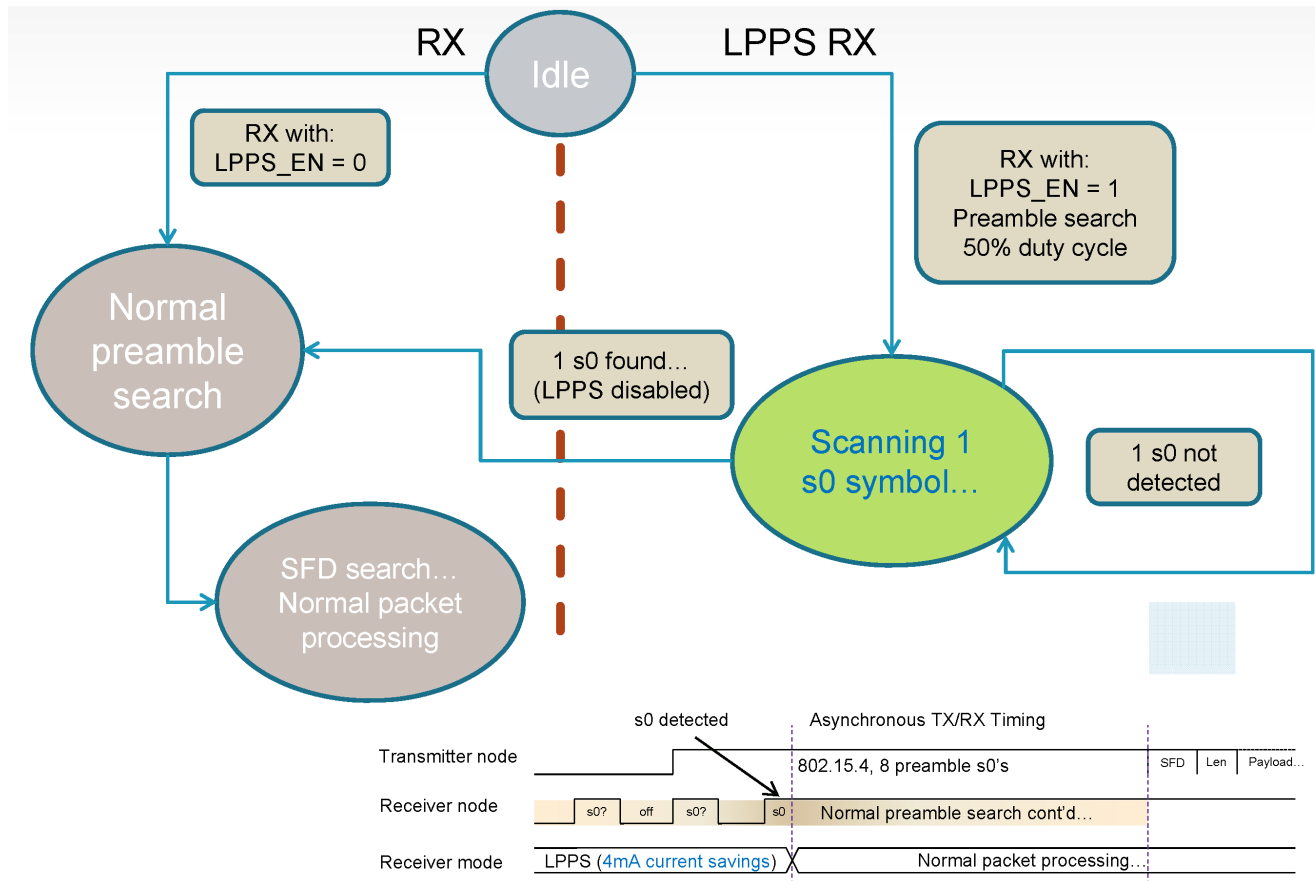 RX
LPPS RX
Idle
RX with:
LPPS_EN = 0
RX with:
LPPS_EN = 1
Preamble search
50% duty cycle
Normal
preamble
search
1 s0 found…
(LPPS disabled)
Scanning 1
s0 symbol…
1 s0 not
detected
SFD search…
Normal packet
processing
s0 detected
Asynchronous TX/RX Timing
Transmitter node
802.15.4, 8 preamble s0’s
SFD
Len
Payload…
Receiver node
s0?
off
s0?
s0
Normal preamble search cont’d…
Receiver mode
LPPS (4mA current savings)
Normal packet processing…